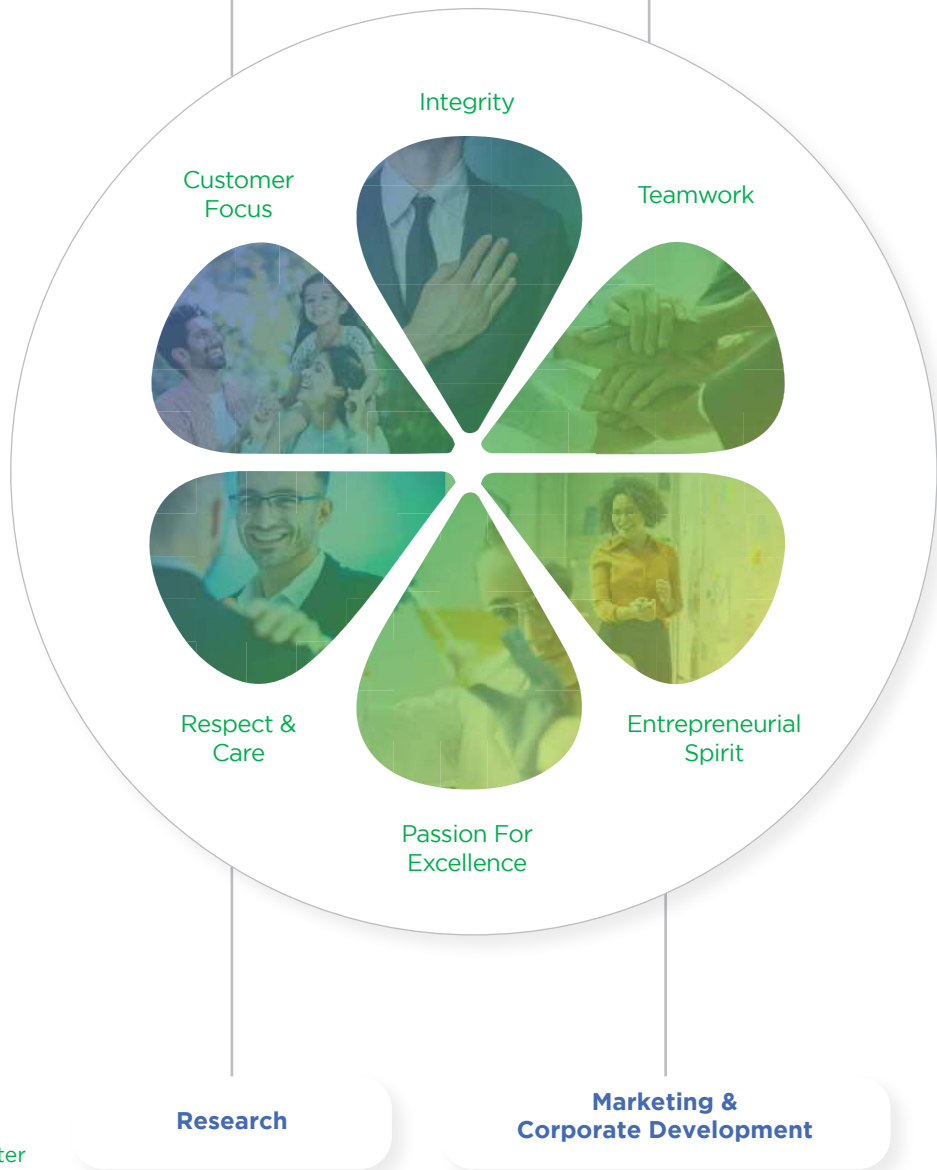 Integrity
Customer
Focus
Teamwork
Respect &
Care
Entrepreneurial
Spirit
Passion For
Excellence
Research
Marketing &
Corporate Development